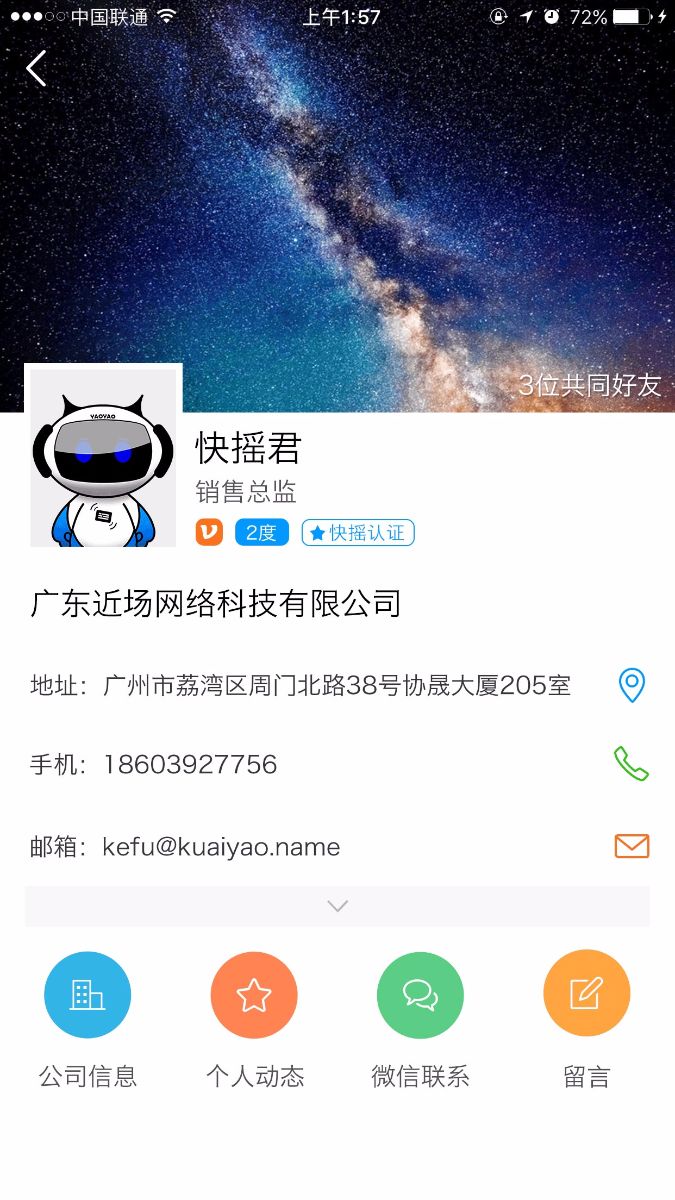 中国联通
上午1:57
72%
3位共同好友
YAOYAO
快摇君
销售总监
2度
快摇认证
广东近场网络科技有限公司
地址：广州市荔湾区周门北路38号协晟大厦205室
手机：18603927756
邮箱：kefu@kuaiyao.name
公司信息
个人动态
微信联系
留言